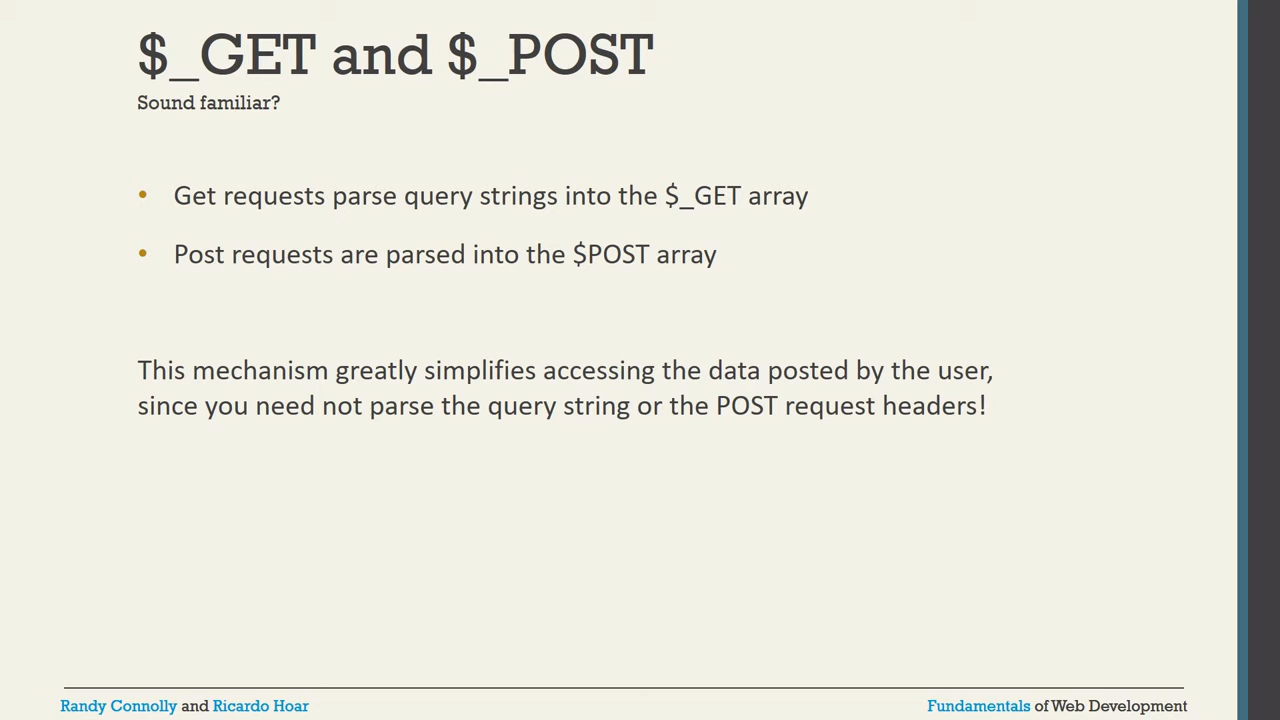 $_GET and $_POST
Sound familiar?
• Get requests parse query strings into the $_GET array
• Post requests are parsed into the $POST array
This mechanism greatly simplifies accessing the data posted by the user,
since you need not parse the query string or the POST request headers!
Randy Connolly and Ricardo Hoar
Fundamentals of Web Development